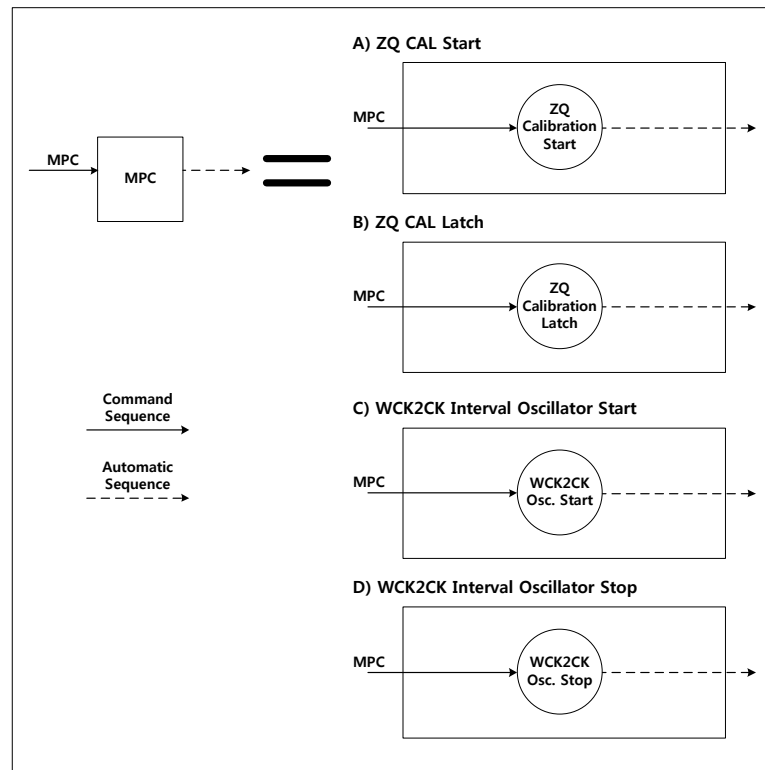 MPC
MPC
Command
Sequence
Automatic
Sequence
A) ZQ CAL Start
MPC
ZQ
Calibration
Start
B) ZQ CAL Latch
MPC
ZQ
Calibration
Latch
C) WCK2CK Interval Oscillator Start
MPC
WCK2CK
Osc. Start
D) WCK2CK Interval Oscillator Stop
MPC
WCK2CK
Osc. Stop